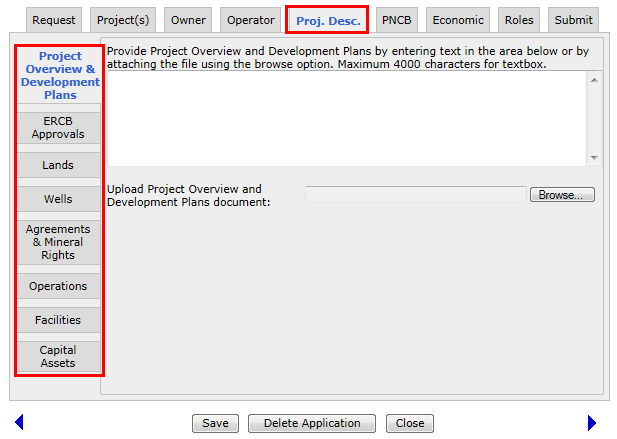 Request Project(s) Owner Operator Proj. Desc. PNCB Economic Roles Submit
Project
Overview &
Development
Plans
ERCB
Approvals
Lands
Wells
Agreements
& Mineral
Rights
Operations
Facilities
Capital
Assets
Provide Project Overview and Development Plans by entering text in the area below or by
attaching the file using the browse option. Maximum 4000 characters for textbox.
Upload Project Overview and
Development Plans document:
Browse...
Save Delete Application Close